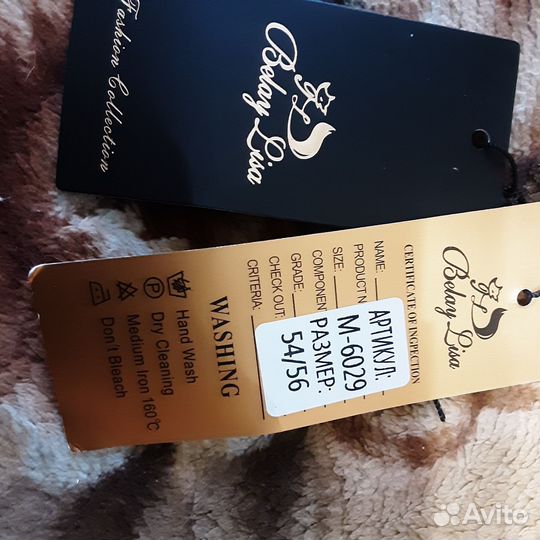 Belay Lisa
Fashion Collection
Belay Lisa
CERTIFICATE OF INGPECTION
NAME:
PRODUCT N
SIZE:
COMPONEN
GRADE:
CHECK OUT:
CRITERIA:
АРТИКУЛ:
М-6029
РАЗМЕР:
54/56
WASHING
Hand Wash
Dry Cleaning
Medium Iron 160℃
Don't Bleach
Avito